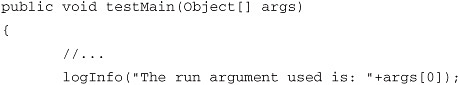 public void testMain(Object[] args)
{
//...
logInfo("The run argument used is: "+args[0]);